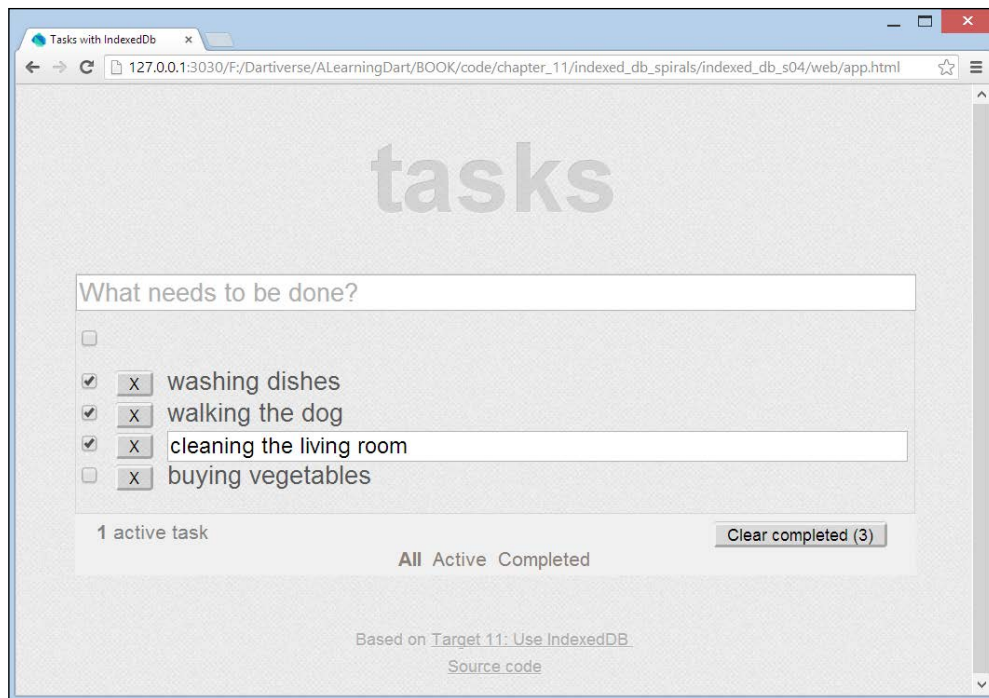 Tasks with IndexedDb
127.0.0.1:3030/F:/Dartiverse/ALearningDart/BOOK/code/chapter_11/indexed_db_spirals/indexed_db_s04/web/app.html
tasks
What needs to be done?
X washing dishes
X walking the dog
X cleaning the living room
X buying vegetables
1 active task
Clear completed (3)
All Active Completed
Based on Target 11: Use IndexedDB
Source code